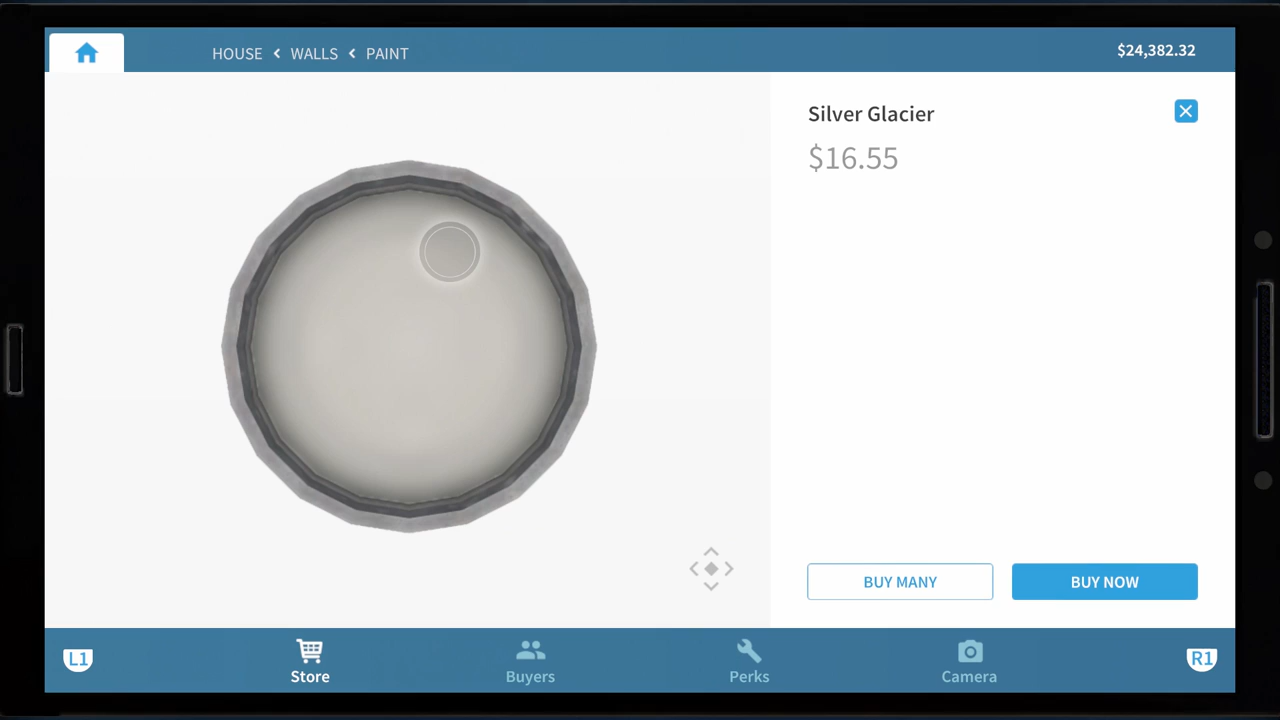 HOUSE < WALLS < PAINT
$24,382.32
Silver Glacier
$16.55
BUY MANY
BUY NOW
L1
Store
Buyers
Perks
Camera
R1